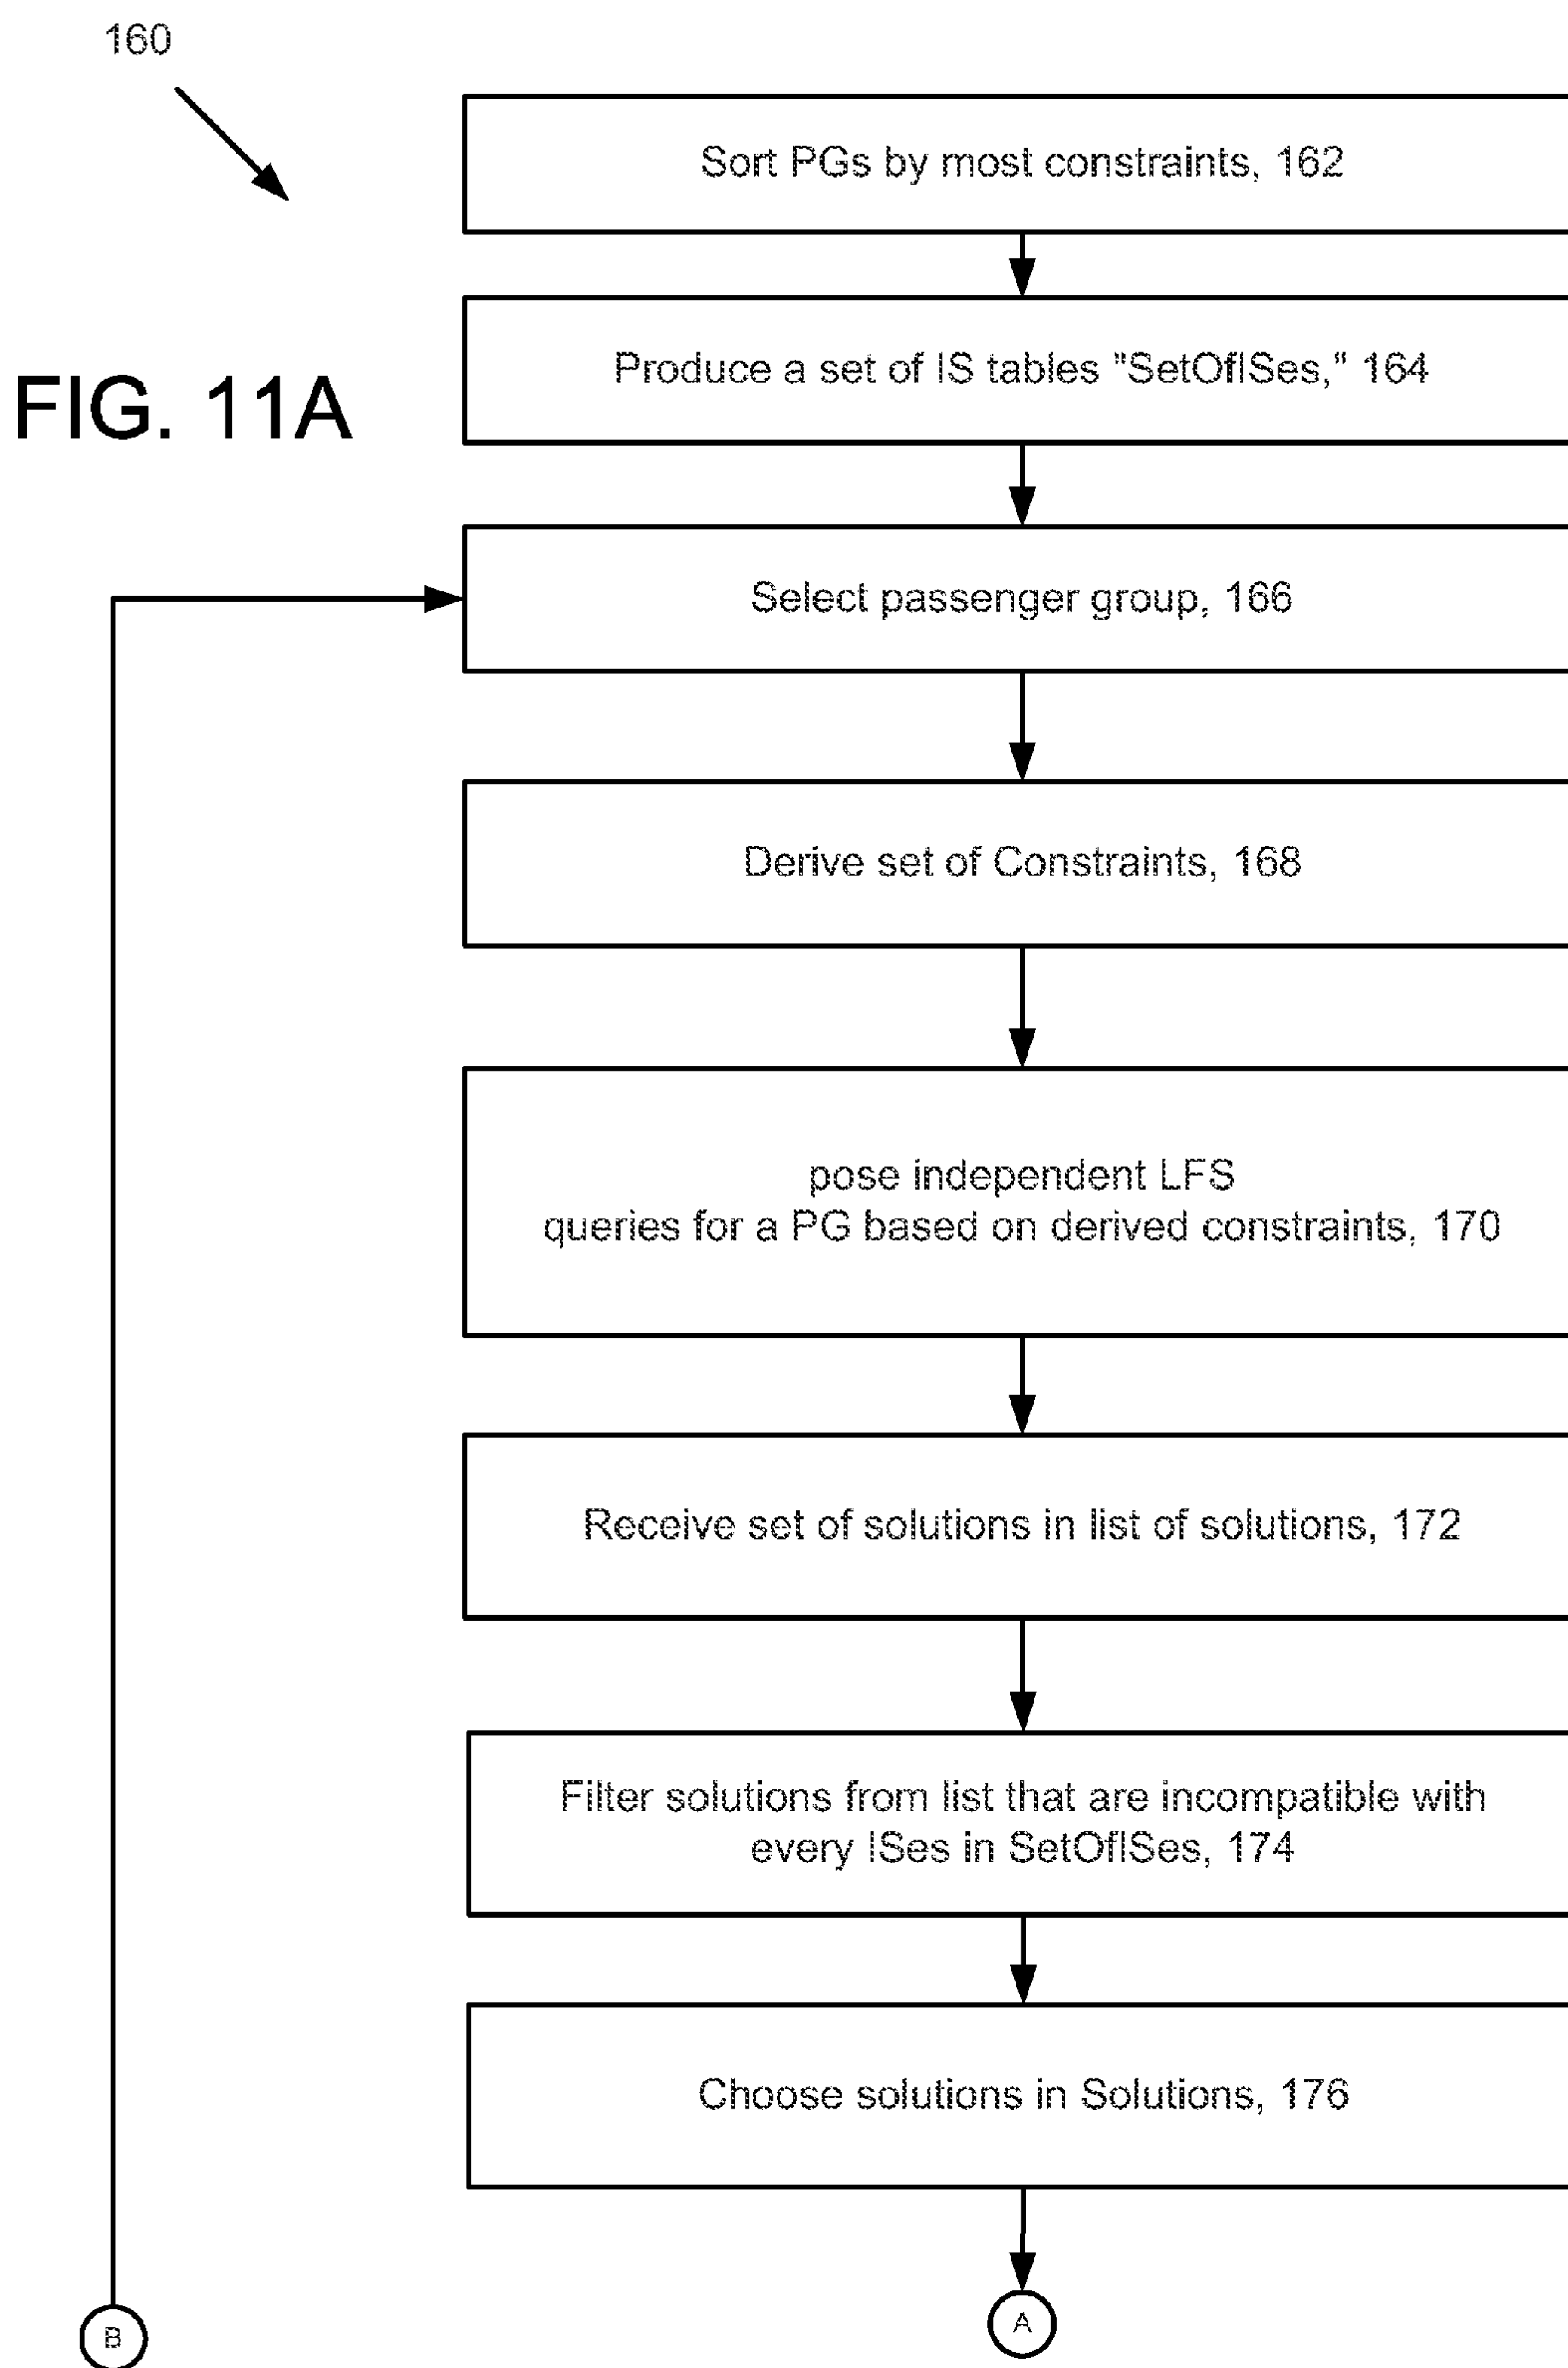 160
Sort PGs by most constraints, 162
FIG. 11A
Produce a set of IS tables "SetOfISes," 164
Select passenger group, 166
Derive set of Constraints, 168
pose independent LFS
queries for a PG based on derived constraints, 170
Receive set of solutions in list of solutions, 172
Filter solutions from list that are incompatible with
every ISes in SetOfISes, 174
Choose solutions in Solutions, 176
B
A